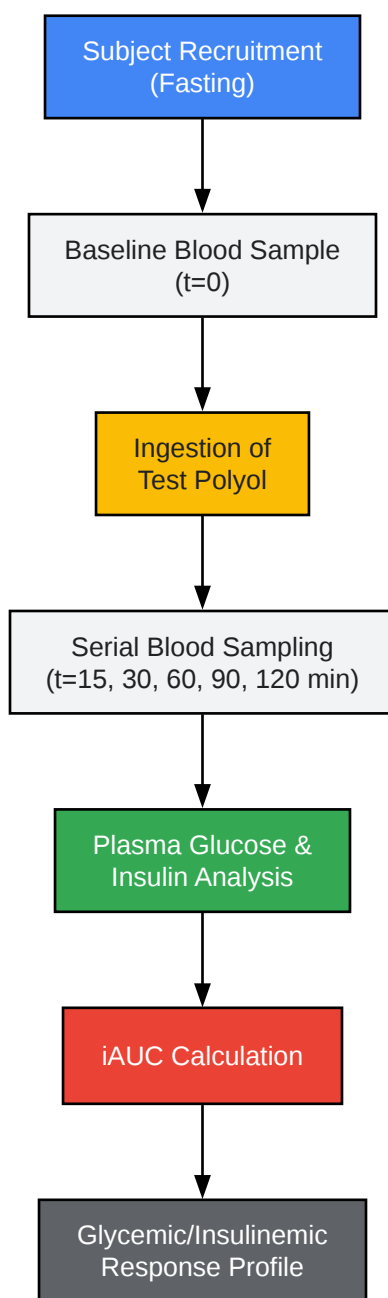 Subject Recruitment
(Fasting)
Baseline Blood Sample
(t=0)
Ingestion of
Test Polyol
Serial Blood Sampling
(t=15, 30, 60, 90, 120 min)
Plasma Glucose &
Insulin Analysis
iAUC Calculation
Glycemic/Insulinemic
Response Profile